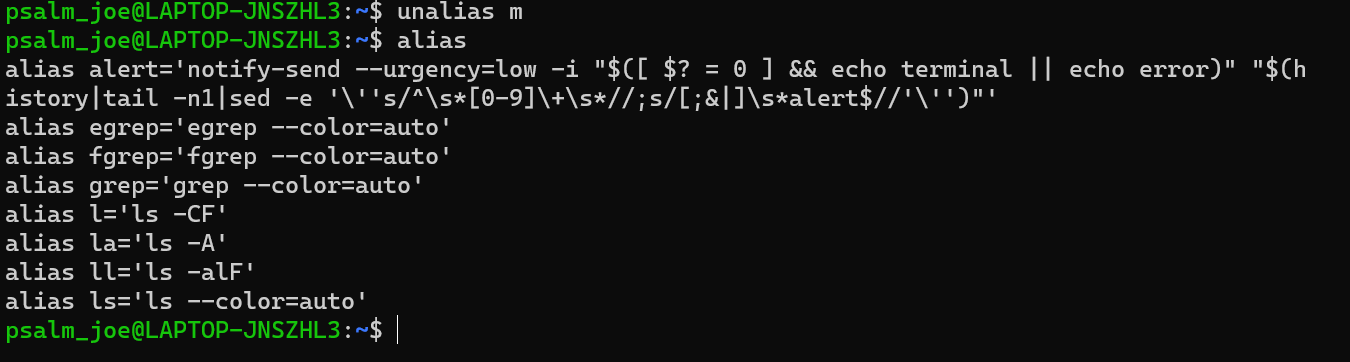 psalm_joe@LAPTOP-JNSZHL3:~$ unalias m
psalm_joe@LAPTOP-JNSZHL3:~$ alias
alias alert='notify-send --urgency=low -i "$([ $? = 0 ] && echo terminal || echo error)" "$(h
istory|tail -n1|sed -e '\''s/^\s*[0-9]\+\s*//;s/[;&|]\s*alert$//'\'')"'
alias egrep='egrep --color=auto'
alias fgrep='fgrep --color=auto'
alias grep='grep --color=auto'
alias l='ls -CF'
alias la='ls -A'
alias ll='ls -alF'
alias ls='ls --color=auto'
psalm_joe@LAPTOP-JNSZHL3:~$